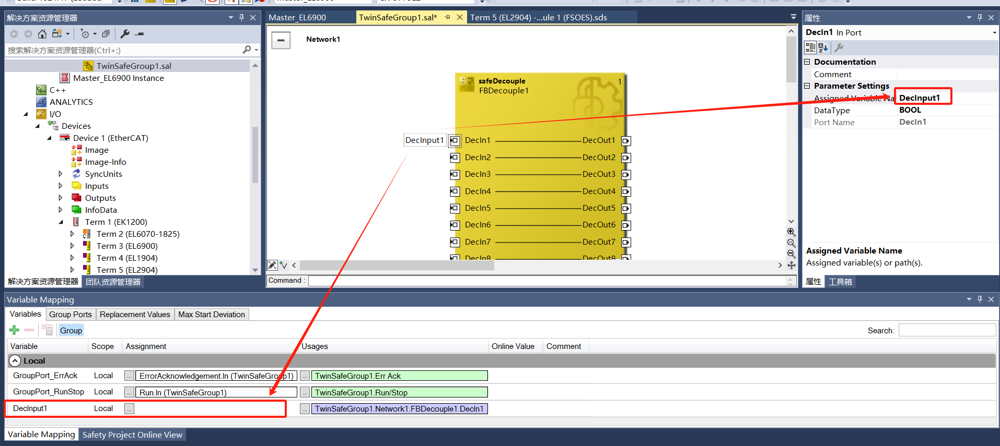 解决方案资源管理器
搜索解决方案资源管理器(Ctrl+;)
TwinSafeGroup1.sal
Master_EL6900 Instance
C++
ANALYTICS
I/O
Devices
Device 1 (EtherCAT)
Image
Image-Info
SyncUnits
Inputs
Outputs
InfoData
Term 1 (EK1200)
Term 2 (EL6070-1825)
Term 3 (EL6900)
Term 4 (EL1904)
Term 5 (EL2904)
解决方案资源管理器 团队资源管理器
Master_EL6900 TwinSafeGroup1.sal* Term 5 (EL2904) -...ule 1 (FSOES).sds
Network1
safeDecouple 1
FBDecouple1
DecInput1 DecIn1 DecOut1
DecIn2 DecOut2
DecIn3 DecOut3
DecIn4 DecOut4
DecIn5 DecOut5
DecIn6 DecOut6
DecIn7 DecOut7
DecIn8 DecOut8
Command :
属性
DecIn1 In Port
Documentation
Comment
Parameter Settings
Assigned Variable Na DecInput1
DataType BOOL
Port Name DecIn1
Assigned Variable Name
Assigned variable(s) or path(s).
属性 工具箱
Variable Mapping
Variables Group Ports Replacement Values Max Start Deviation
Group Search:
Variable Scope Assignment Usages Online Value Comment
Local
GroupPort_ErrAck Local ... ErrorAcknowledgement.In (TwinSafeGroup1) ... TwinSafeGroup1.Err Ack
GroupPort_RunStop Local ... Run.In (TwinSafeGroup1) ... TwinSafeGroup1.Run/Stop
DecInput1 Local ... ... TwinSafeGroup1.Network1.FBDecouple1.DecIn1
Variable Mapping Safety Project Online View